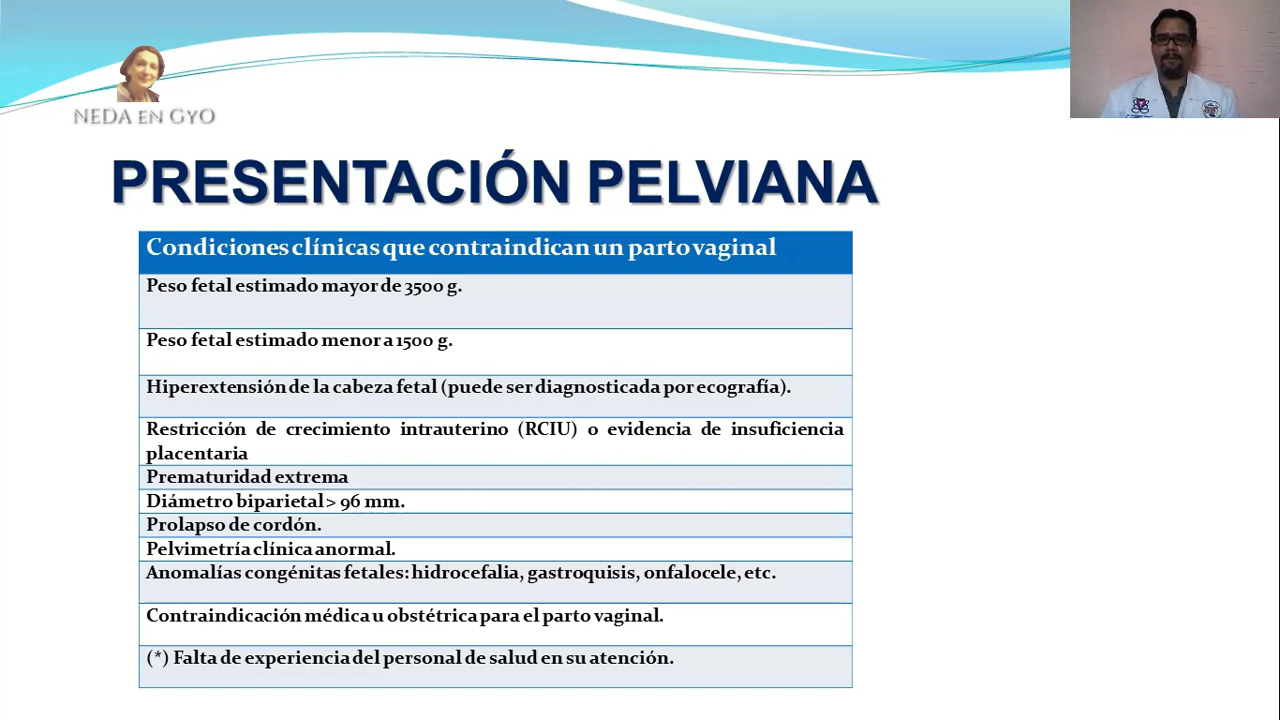 NEDA EN GYO
PRESENTACIÓN PELVIANA
Condiciones clínicas que contraindican un parto vaginal
Peso fetal estimado mayor de 3500 g.
Peso fetal estimado menor a 1500 g.
Hiperextensión de la cabeza fetal (puede ser diagnosticada por ecografía).
Restricción de crecimiento intrauterino (RCIU) o evidencia de insuficiencia
placentaria
Prematuridad extrema
Diámetro biparietal > 96 mm.
Prolapso de cordón.
Pelvimetría clínica anormal.
Anomalías congénitas fetales: hidrocefalia, gastroquisis, onfalocele, etc.
Contraindicación médica u obstétrica para el parto vaginal.
(*) Falta de experiencia del personal de salud en su atención.